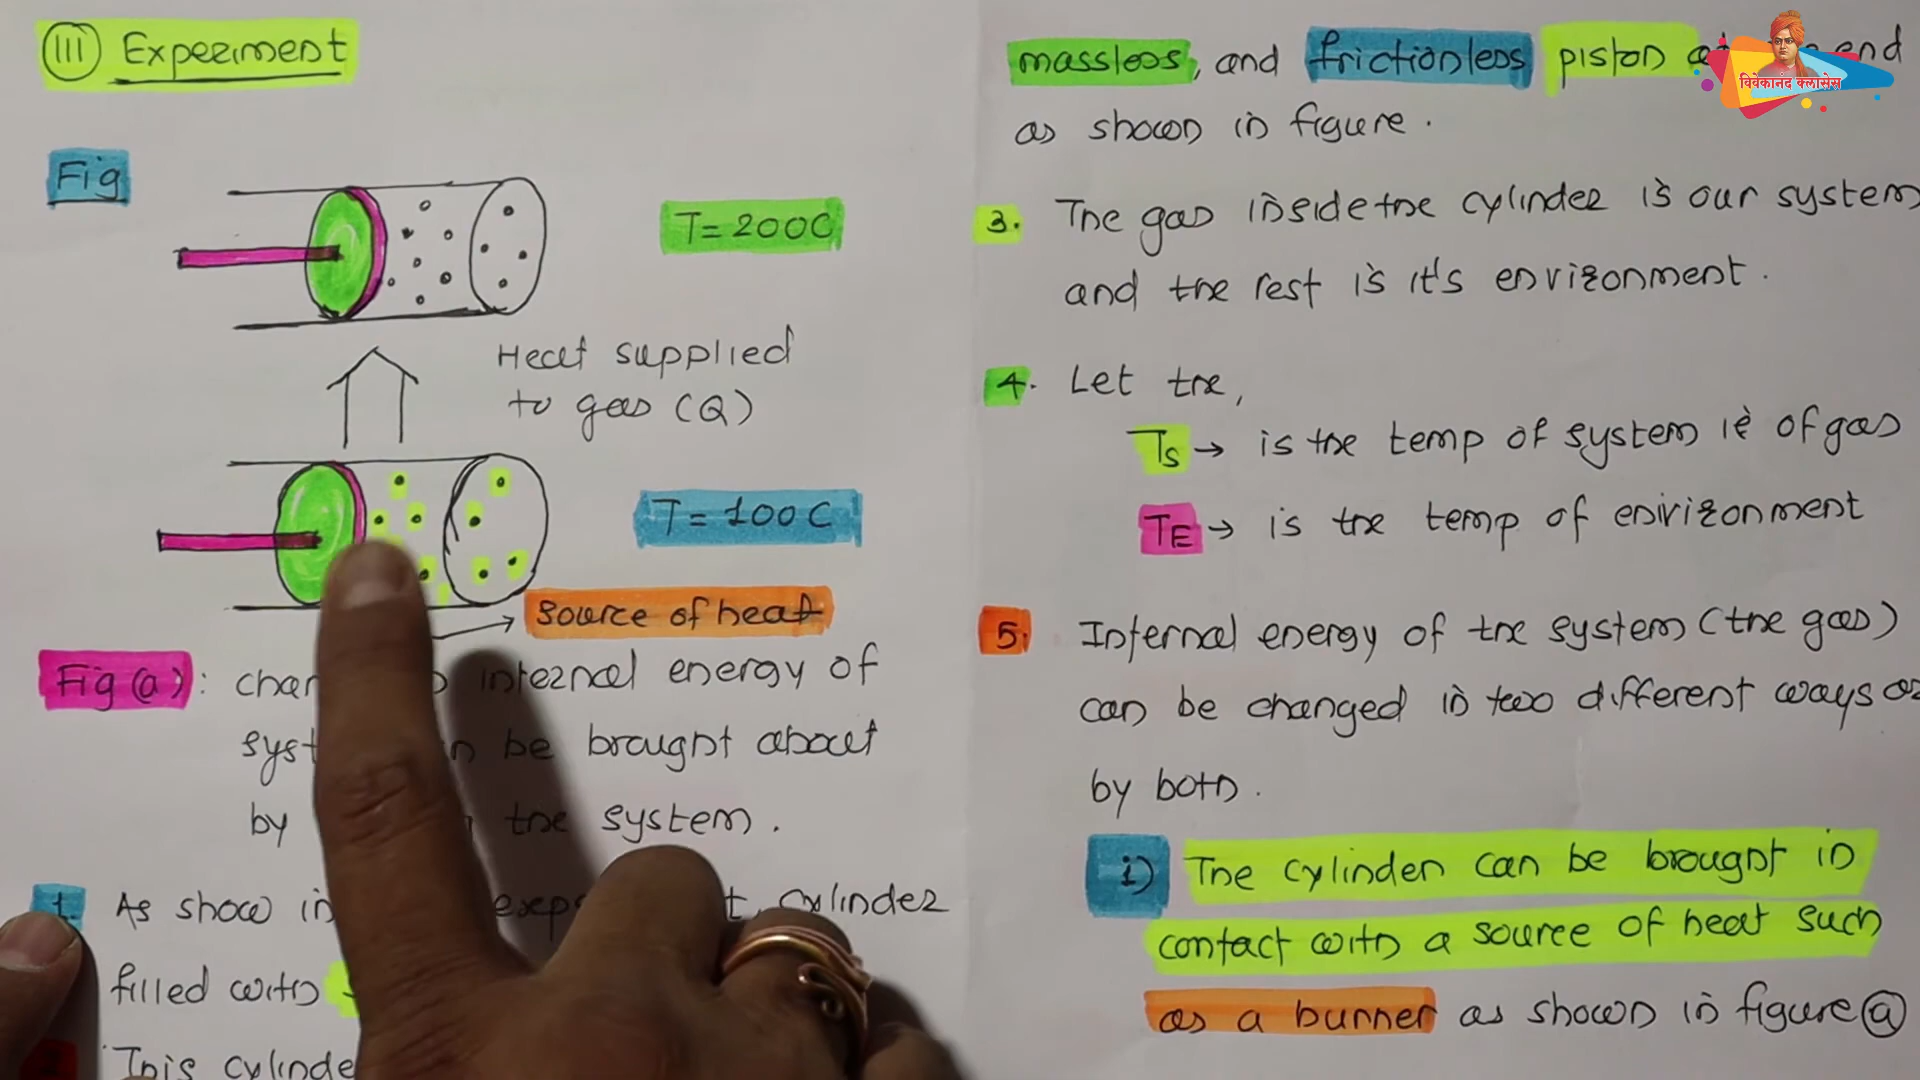 III Experiment
Fig
T=200C
Heat supplied
to gas (Q)
T = 100 C
source of heat
Fig (a): internal energy of
be brought about
by the system.
1. As show in cylinder
filled with
This cylinde
massless, and frictionless piston end
as shown in figure.
3. The gas inside the cylinder is our system
and the rest is it's environment.
4. Let the,
TS → is the temp of system ie of gas
TE → is the temp of environment
5. Internal energy of the system (the gas)
can be changed in two different ways or
by both.
i) The cylinder can be brought in
contact with a source of heat such
as a bunner as shown in figure (a)
विवेकानंद क्लासेस